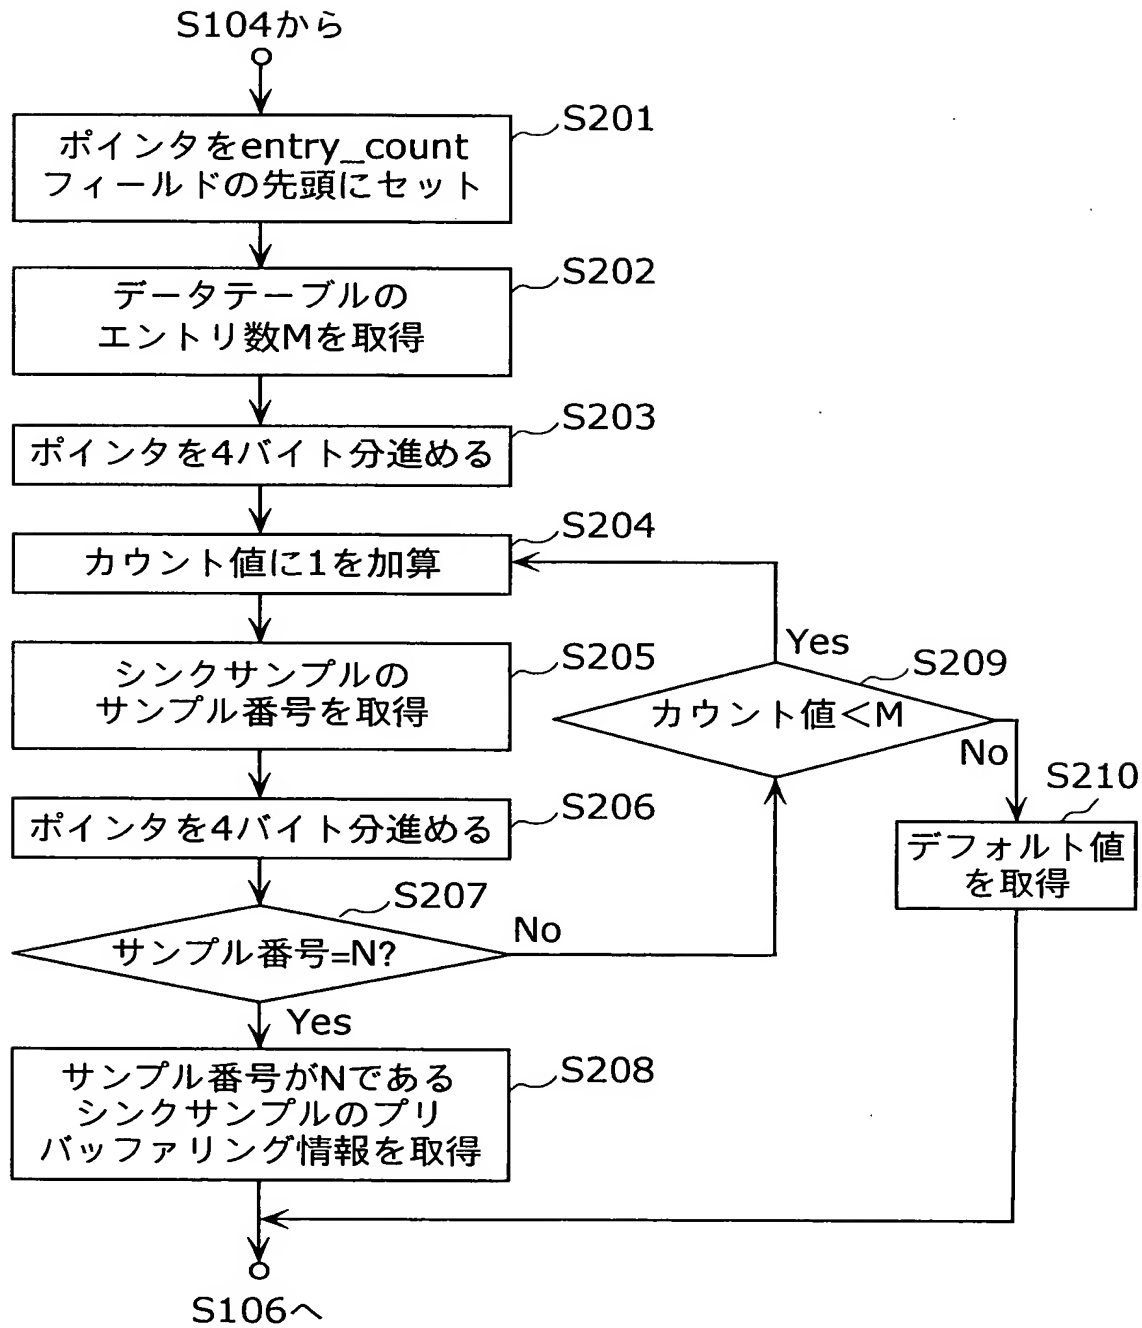 S104から
S201
ポインタをentry_count
フィールドの先頭にセット
S202
データテーブルの
エントリ数Mを取得
S203
ポインタを4バイト分進める
S204
カウント値に1を加算
S205
シンクサンプルの
サンプル番号を取得
Yes
S209
カウント値<M
No
S206
ポインタを4バイト分進める
S210
デフォルト値
を取得
S207
サンプル番号=N?
No
Yes
S208
サンプル番号がNである
シンクサンプルのプリ
バッファリング情報を取得
S106へ